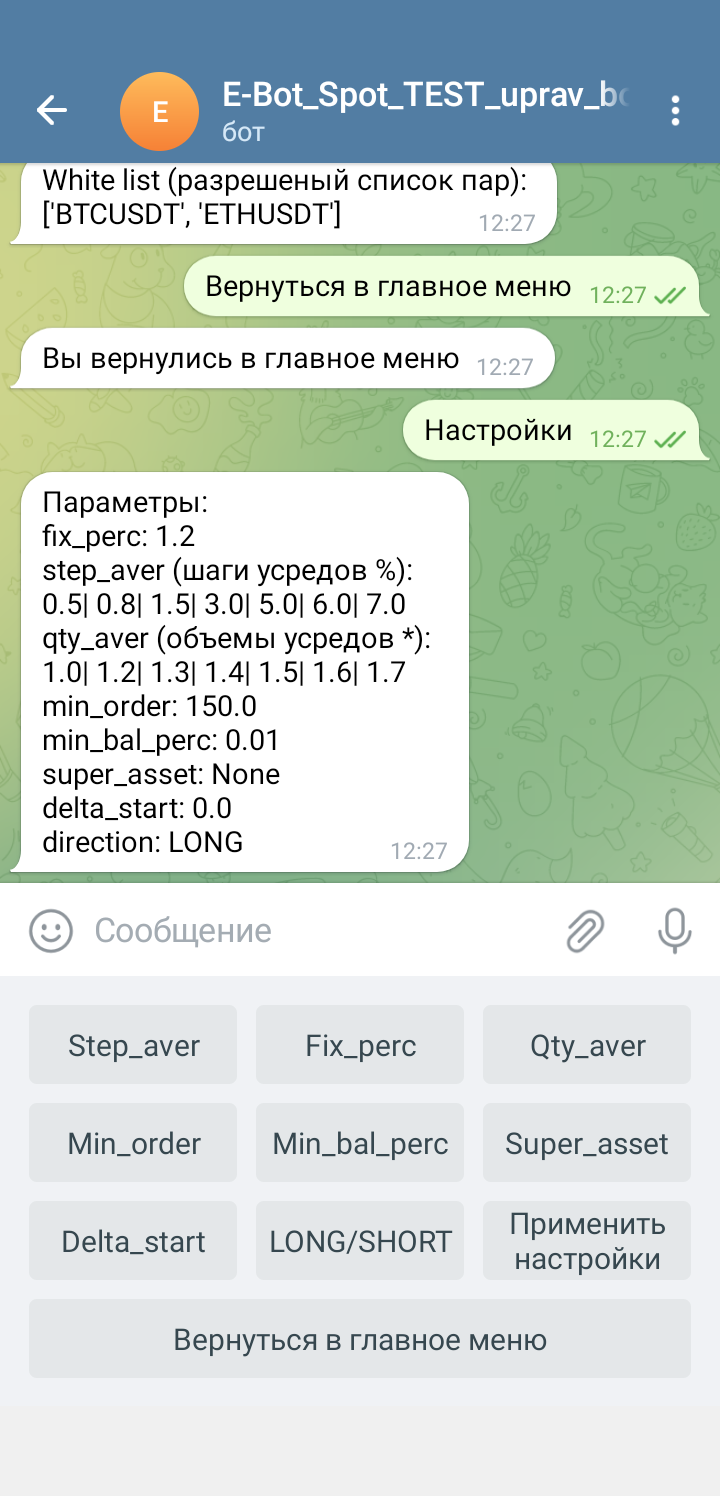 E
E-Bot_Spot_TEST_uprav_b
бот
White list (разрешеный список пар):
['BTCUSDT', 'ETHUSDT']
12:27
Вернуться в главное меню 12:27
Вы вернулись в главное меню 12:27
Настройки 12:27
Параметры:
fix_perc: 1.2
step_aver (шаги усредов %):
0.5| 0.8| 1.5| 3.0| 5.0| 6.0| 7.0
qty_aver (объемы усредов *):
1.0| 1.2| 1.3| 1.4| 1.5| 1.6| 1.7
min_order: 150.0
min_bal_perc: 0.01
super_asset: None
delta_start: 0.0
direction: LONG
12:27
Сообщение
Step_aver
Fix_perc
Qty_aver
Min_order
Min_bal_perc
Super_asset
Delta_start
LONG/SHORT
Применить
настройки
Вернуться в главное меню